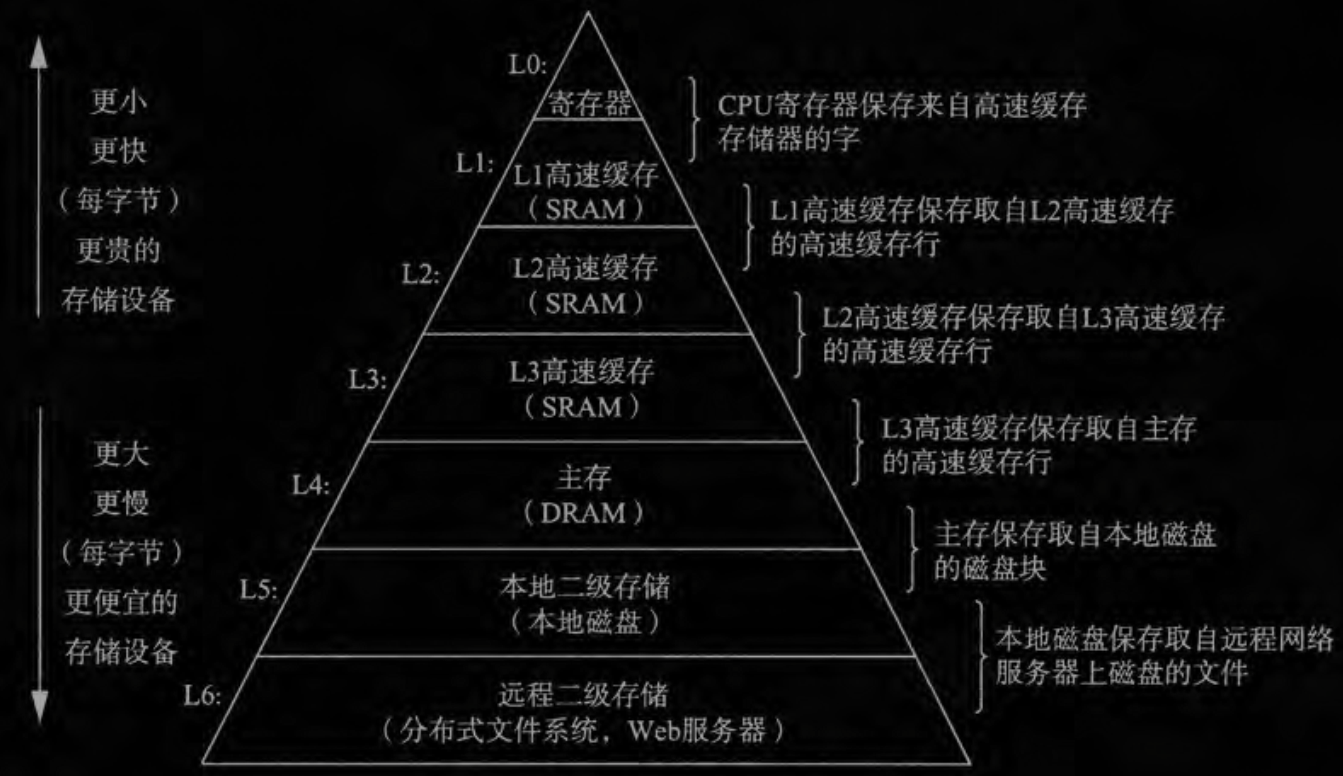 更小
更快
（每字节）
更贵的
存储设备
更大
更慢
（每字节）
更便宜的
存储设备
L0:
寄存器
CPU寄存器保存来自高速缓存
存储器的字
L1:
L1高速缓存
（SRAM）
L1高速缓存保存取自L2高速缓存
的高速缓存行
L2:
L2高速缓存
（SRAM）
L2高速缓存保存取自L3高速缓存
的高速缓存行
L3:
L3高速缓存
（SRAM）
L3高速缓存保存取自主存
的高速缓存行
L4:
主存
（DRAM）
主存保存取自本地磁盘
的磁盘块
L5:
本地二级存储
（本地磁盘）
本地磁盘保存取自远程网络
服务器上磁盘的文件
L6:
远程二级存储
（分布式文件系统，Web服务器）